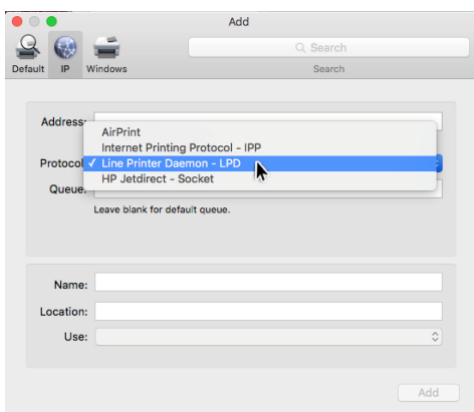 Add
Search
Default IP Windows
Search
Address:
AirPrint
Internet Printing Protocol - IPP
Protocol ✓ Line Printer Daemon - LPD
HP Jetdirect - Socket
Queue:
Leave blank for default queue.
Name:
Location:
Use:
Add